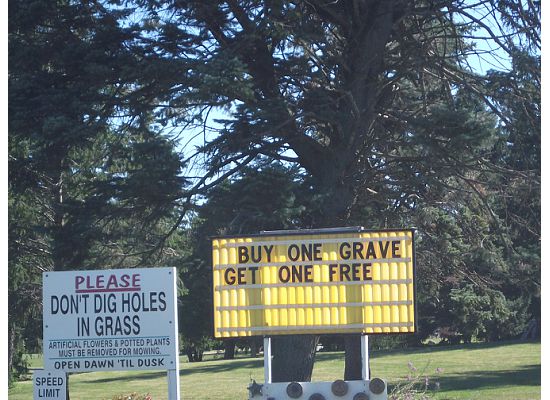 BUY ONE GRAVE
GET ONE FREE
PLEASE
DON'T DIG HOLES
IN GRASS
ARTIFICIAL FLOWERS & POTTED PLANTS
MUST BE REMOVED FOR MOWING.
OPEN DAWN 'TIL DUSK
SPEED
LIMIT